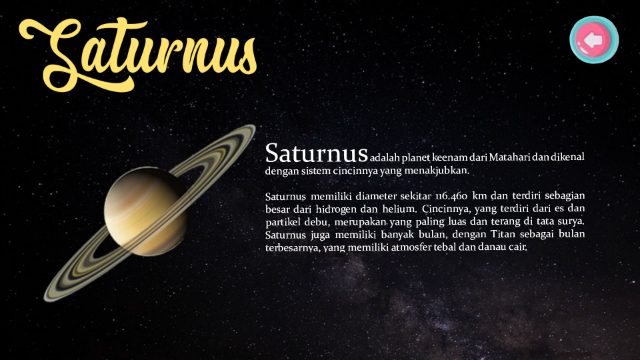 Saturnus
Saturnus adalah planet keenam dari Matahari dan dikenal
dengan sistem cincinnya yang menakjubkan.
Saturnus memiliki diameter sekitar 116.460 km dan terdiri sebagian
besar dari hidrogen dan helium. Cincinnya, yang terdiri dari es dan
partikel debu, merupakan yang paling luas dan terang di tata surya.
Saturnus juga memiliki banyak bulan, dengan Titan sebagai bulan
terbesarnya, yang memiliki atmosfer tebal dan danau cair.